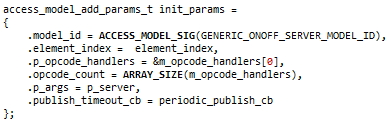 access_model_add_params_t init_params =
{
    .model_id = ACCESS_MODEL_SIG(GENERIC_ONOFF_SERVER_MODEL_ID),
    .element_index =  element_index,
    .p_opcode_handlers = &m_opcode_handlers[0],
    .opcode_count = ARRAY_SIZE(m_opcode_handlers),
    .p_args = p_server,
    .publish_timeout_cb = periodic_publish_cb
};